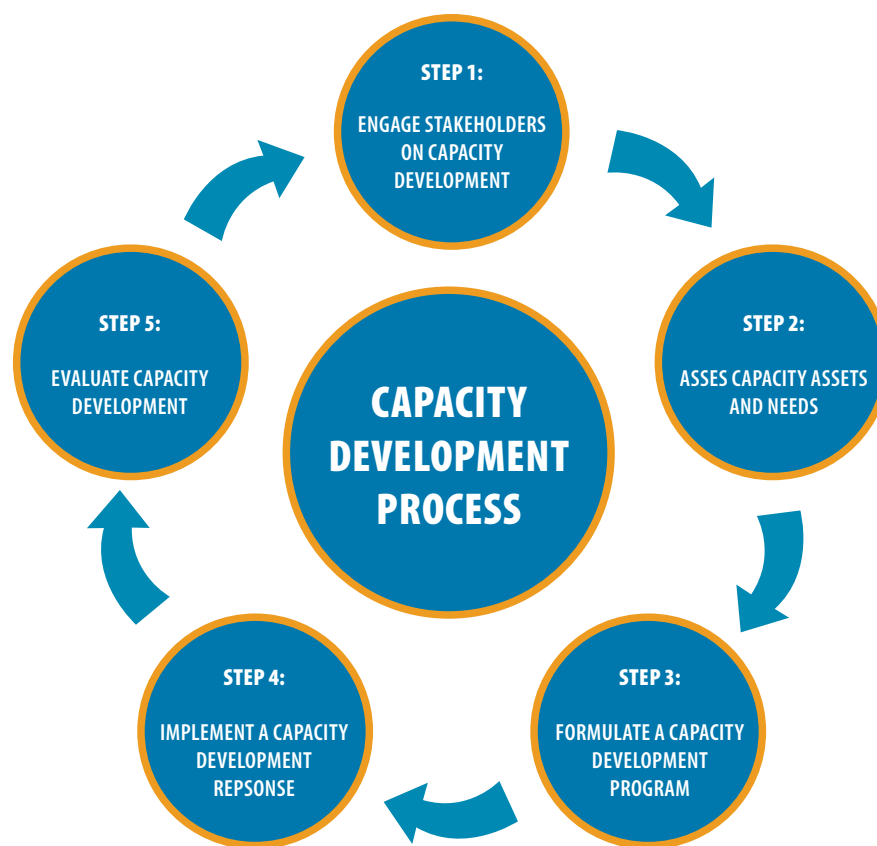 STEP 1:
ENGAGE STAKEHOLDERS
ON CAPACITY
DEVELOPMENT
STEP 2:
ASSES CAPACITY ASSETS
AND NEEDS
STEP 3:
FORMULATE A CAPACITY
DEVELOPMENT
PROGRAM
STEP 4:
IMPLEMENT A CAPACITY
DEVELOPMENT
REPSONSE
STEP 5:
EVALUATE CAPACITY
DEVELOPMENT
CAPACITY
DEVELOPMENT
PROCESS